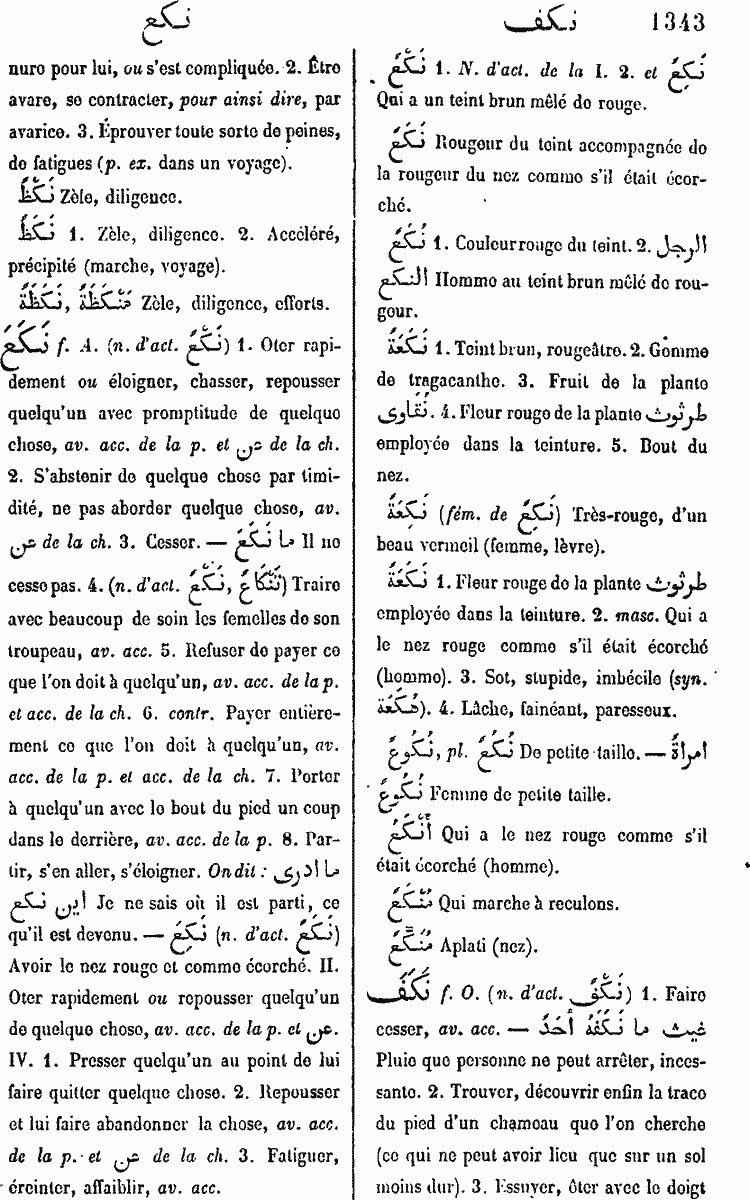 نكع
نكف
1343
nure pour lui, ou s'est compliquée. 2. Être
avare, se contracter, pour ainsi dire, par
avarice. 3. Éprouver toute sorte de peines,
de fatigues (p. ex. dans un voyage).
نَكْظٌ Zèle, diligence.
نَكَظٌ 1. Zèle, diligence. 2. Accéléré,
précipité (marche, voyage).
نَكَظَةٌ, مَنْكَظَةٌ Zèle, diligence, efforts.
نَكَعَ f. A. (n. d'act. نَكْعٌ) 1. Oter rapi-
dement ou éloigner, chasser, repousser
quelqu'un avec promptitude de quelque
chose, av. acc. de la p. et عن de la ch.
2. S'abstenir de quelque chose par timi-
dité, ne pas aborder quelque chose, av.
عن de la ch. 3. Cesser. — ما نَكَعَ Il ne
cesse pas. 4. (n. d'act. نَكْعٌ, تَنْكَاعٌ) Traire
avec beaucoup de soin les femelles de son
troupeau, av. acc. 5. Refuser de payer ce
que l'on doit à quelqu'un, av. acc. de la p.
et acc. de la ch. 6. contr. Payer entière-
ment ce que l'on doit à quelqu'un, av.
acc. de la p. et acc. de la ch. 7. Porter
à quelqu'un avec le bout du pied un coup
dans le derrière, av. acc. de la p. 8. Par-
tir, s'en aller, s'éloigner. On dit : ما ادرى
اين نكع Je ne sais où il est parti, ce
qu'il est devenu. — نَكِعَ (n. d'act. نَكَعٌ)
Avoir le nez rouge et comme écorché. II.
Oter rapidement ou repousser quelqu'un
de quelque chose, av. acc. de la p. et عن.
IV. 1. Presser quelqu'un au point de lui
faire quitter quelque chose. 2. Repousser
et lui faire abandonner la chose, av. acc.
de la p. et عن de la ch. 3. Fatiguer,
éreinter, affaiblir, av. acc.
نَكْعٌ 1. N. d'act. de la I. 2. et نَكِعٌ
Qui a un teint brun mêlé de rouge.
نَكَعٌ Rougeur du teint accompagnée de
la rougeur du nez comme s'il était écor-
ché.
نُكَعٌ 1. Couleur rouge du teint. 2. الرجل
النكع Homme au teint brun mêlé de rou-
geur.
نَكَعَةٌ 1. Teint brun, rougeâtre. 2. Gomme
de tragacanthe. 3. Fruit de la plante
نُقَاوى. 4. Fleur rouge de la plante طرثوث
employée dans la teinture. 5. Bout du
nez.
نَكِعَةٌ (fém. de نَكِعٌ) Très-rouge, d'un
beau vermeil (femme, lèvre).
نُكَعَةٌ 1. Fleur rouge de la plante طرثوث
employée dans la teinture. 2. masc. Qui a
le nez rouge comme s'il était écorché
(homme). 3. Sot, stupide, imbécile (syn.
هُكَعَة). 4. Lâche, fainéant, paresseux.
نَكُوعٌ, pl. نُكُعٌ De petite taille. — امراة
نَكُوعٌ Femme de petite taille.
أَنْكَعُ Qui a le nez rouge comme s'il
était écorché (homme).
مُنْكِعٌ Qui marche à reculons.
مُنَكَّعٌ Aplati (nez).
نَكَفَ f. O. (n. d'act. نَكْفٌ) 1. Faire
cesser, av. acc. — غيث ما نَكَفَهُ أَحَدٌ
Pluie que personne ne peut arrêter, inces-
sante. 2. Trouver, découvrir enfin la trace
du pied d'un chameau que l'on cherche
(ce qui ne peut avoir lieu que sur un sol
moins dur). 3. Essuyer, ôter avec le doigt